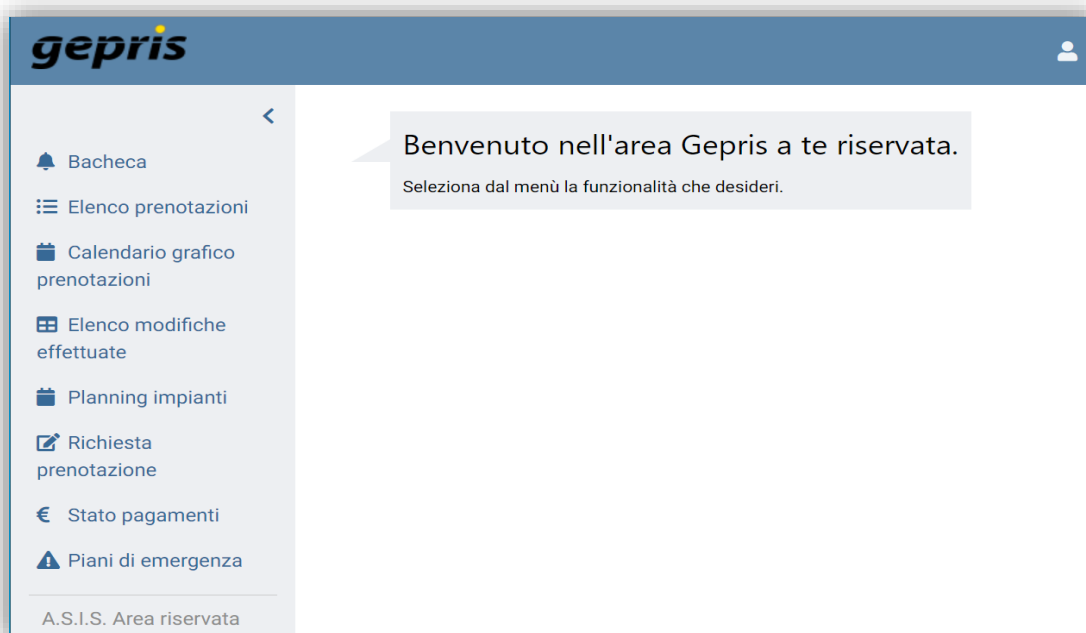 gepris
Benvenuto nell'area Gepris a te riservata.
Seleziona dal menù la funzionalità che desideri.
Bacheca
Elenco prenotazioni
Calendario grafico
prenotazioni
Elenco modifiche
effettuate
Planning impianti
Richiesta
prenotazione
€ Stato pagamenti
Piani di emergenza
A.S.I.S. Area riservata